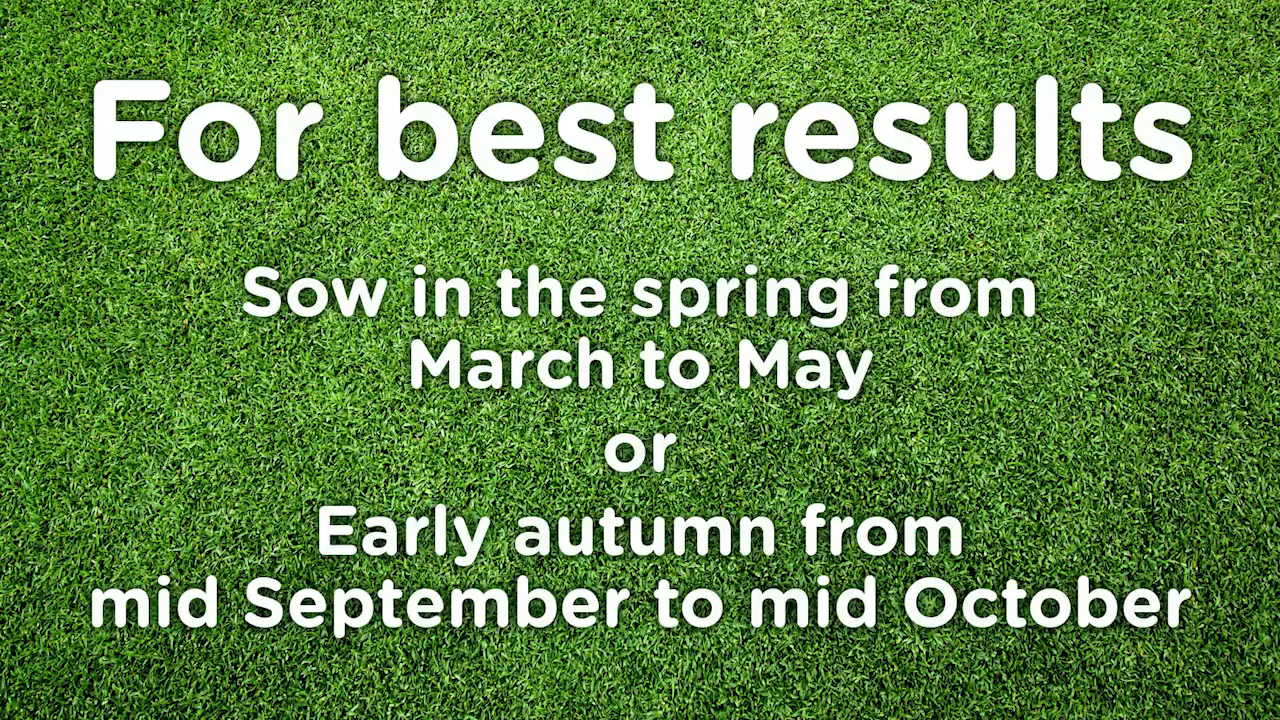 For best results
Sow in the spring from
March to May
or
Early autumn from
mid September to mid October